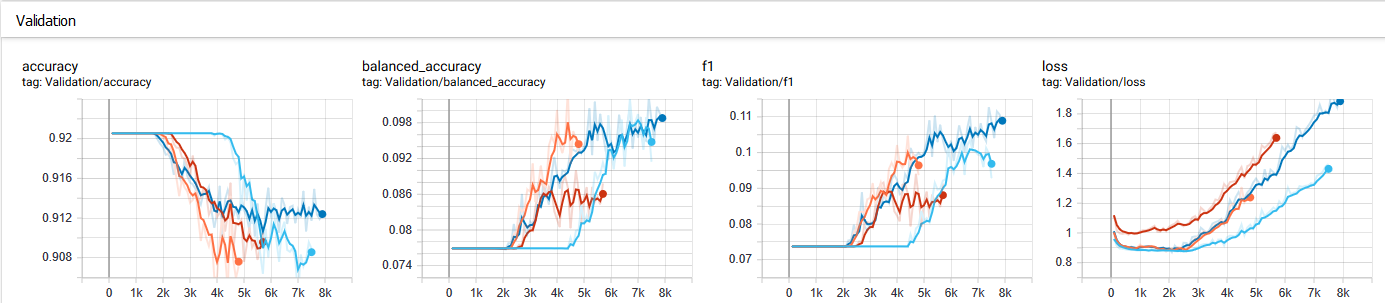 Validation
accuracy
tag: Validation/accuracy
0.92
0.916
0.912
0.908
0 1k 2k 3k 4k 5k 6k 7k 8k
balanced_accuracy
tag: Validation/balanced_accuracy
0.098
0.092
0.086
0.08
0.074
0 1k 2k 3k 4k 5k 6k 7k 8k
f1
tag: Validation/f1
0.11
0.1
0.09
0.08
0.07
0 1k 2k 3k 4k 5k 6k 7k 8k
loss
tag: Validation/loss
1.8
1.6
1.4
1.2
1
0.8
0 1k 2k 3k 4k 5k 6k 7k 8k